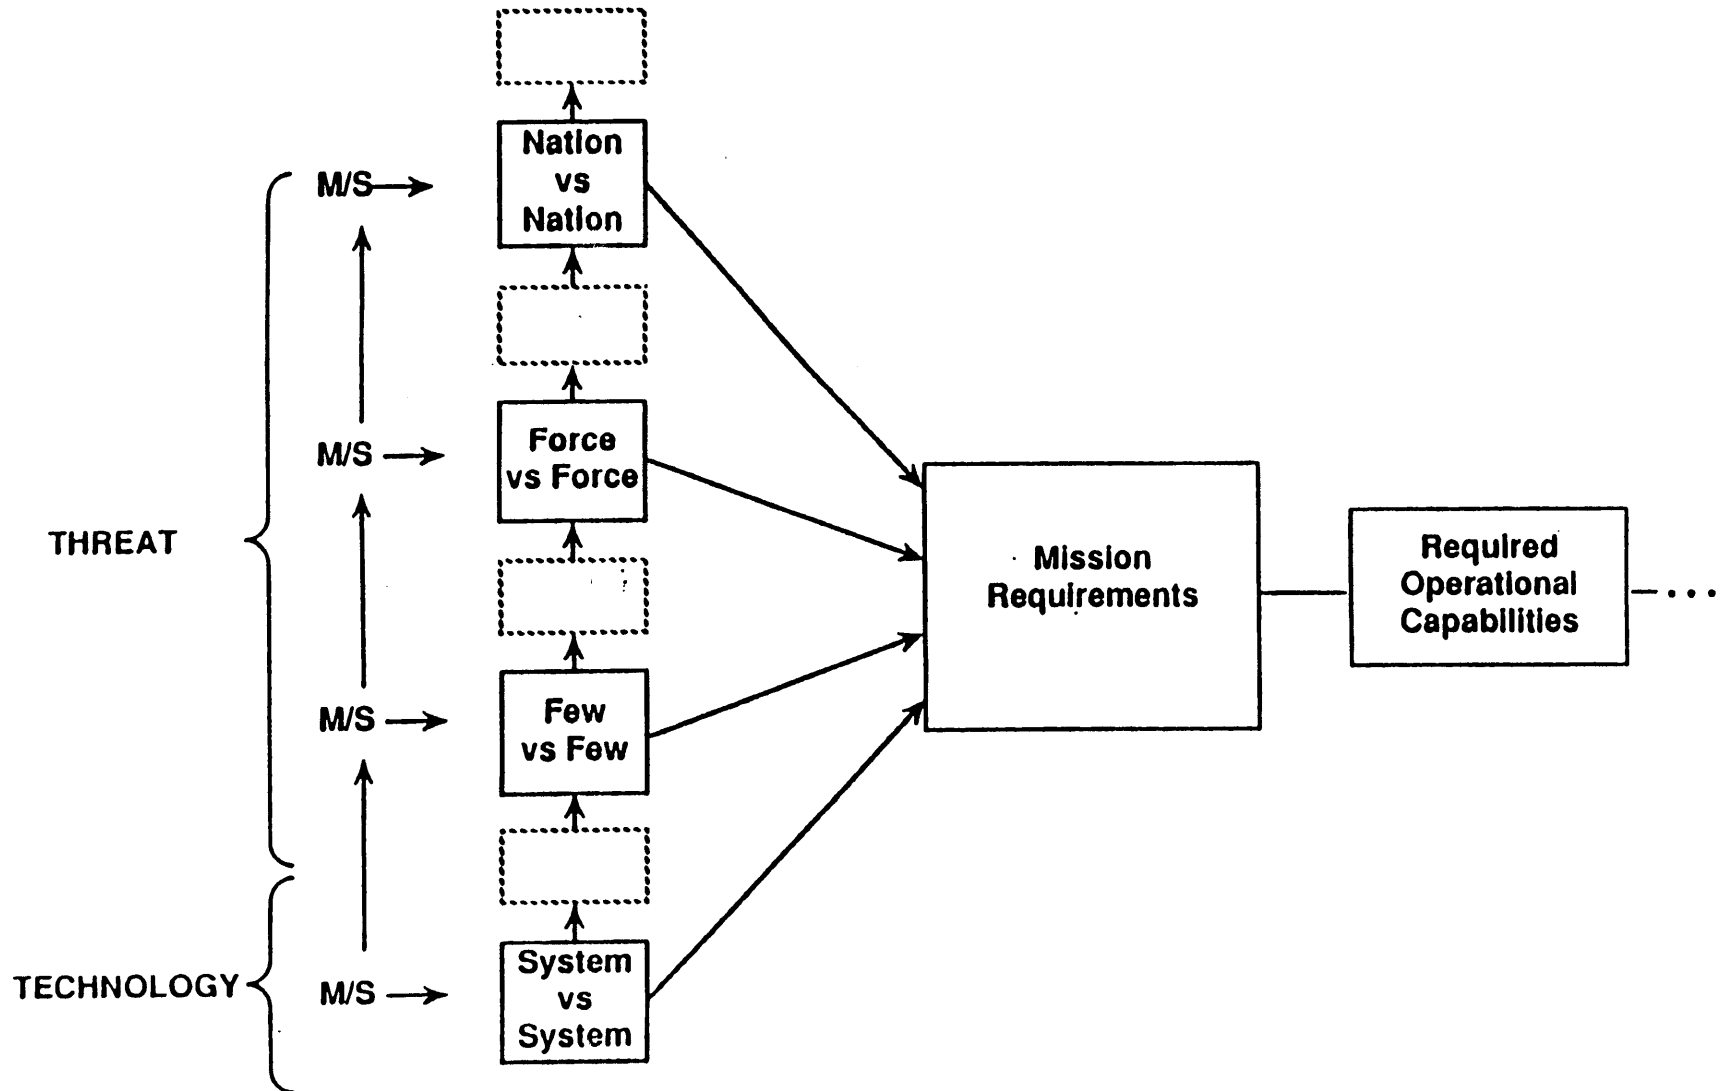 Nation
vs
Nation
M/S
Force
vs Force
M/S
THREAT
Mission
Requirements
Required
Operational
Capabilities
...
Few
vs Few
M/S
TECHNOLOGY
M/S
System
vs
System